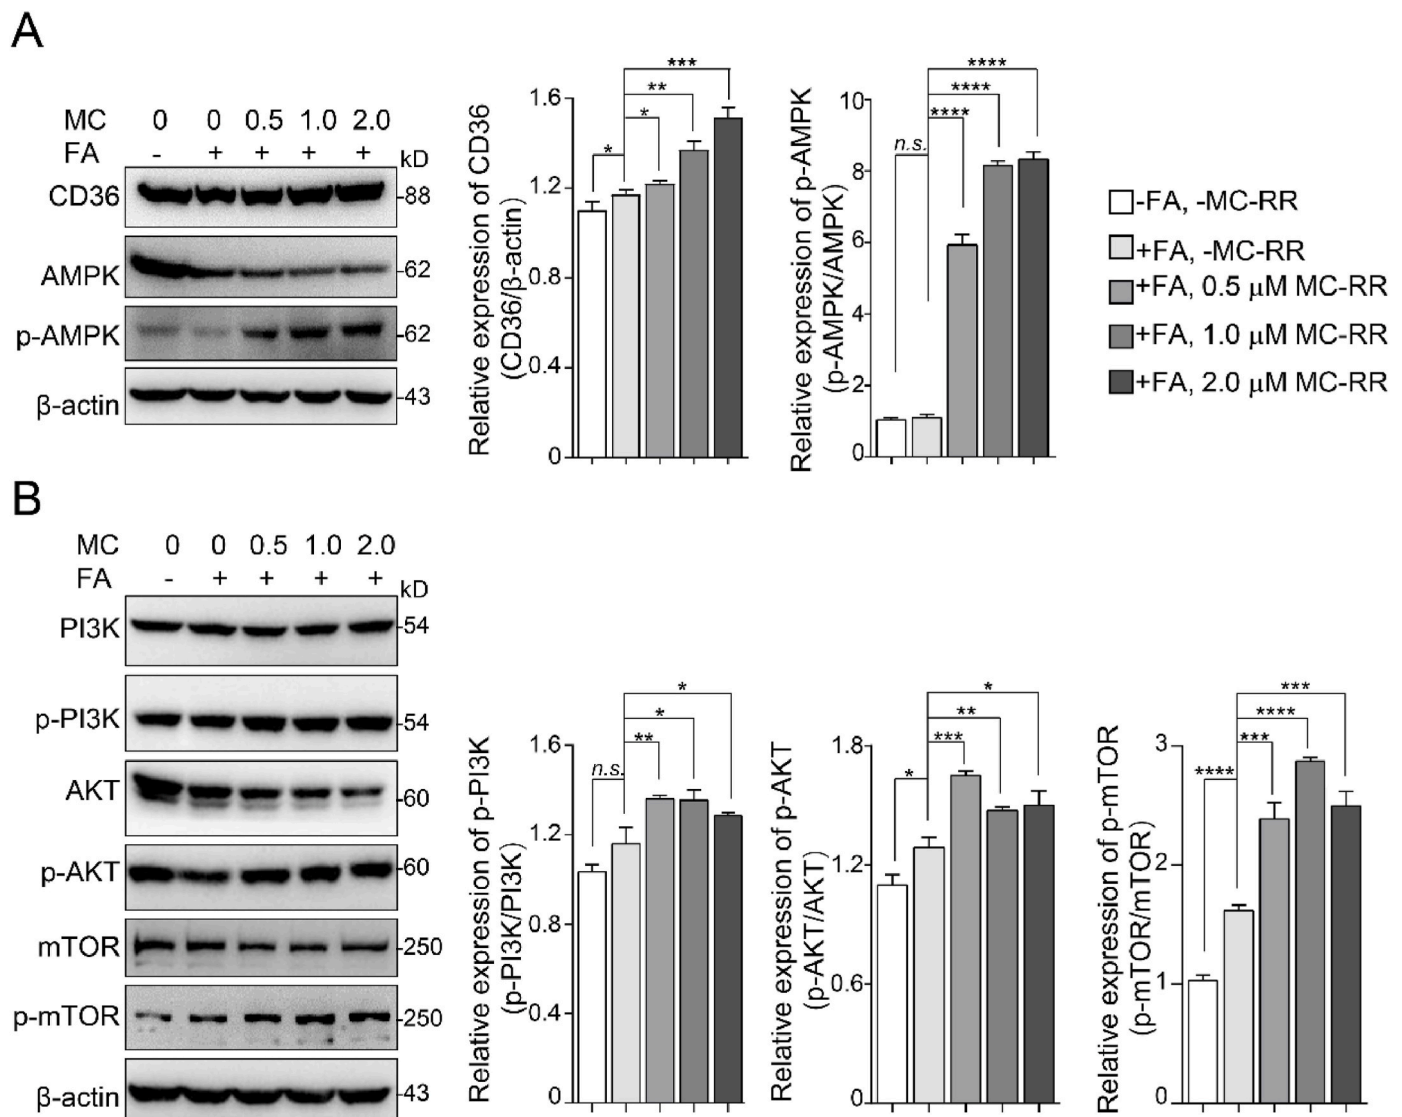 A
MC 0 0 0.5 1.0 2.0
FA - + + + + kD
CD36 -88
AMPK -62
p-AMPK -62
β-actin -43
Relative expression of CD36
(CD36/β-actin)
1.6
1.2
0.8
0.4
0
* * ** ***
Relative expression of p-AMPK
(p-AMPK/AMPK)
10
8
6
4
2
0
n.s. **** **** ****
-FA, -MC-RR
+FA, -MC-RR
+FA, 0.5 μM MC-RR
+FA, 1.0 μM MC-RR
+FA, 2.0 μM MC-RR
B
MC 0 0 0.5 1.0 2.0
FA - + + + + kD
PI3K -54
p-PI3K -54
AKT -60
p-AKT -60
mTOR -250
p-mTOR -250
β-actin -43
Relative expression of p-PI3K
(p-PI3K/PI3K)
1.6
1.2
0.8
0.4
0
n.s. ** * *
Relative expression of p-AKT
(p-AKT/AKT)
1.8
1.2
0.6
0
* *** ** *
Relative expression of p-mTOR
(p-mTOR/mTOR)
3
2
1
0
**** *** **** ***